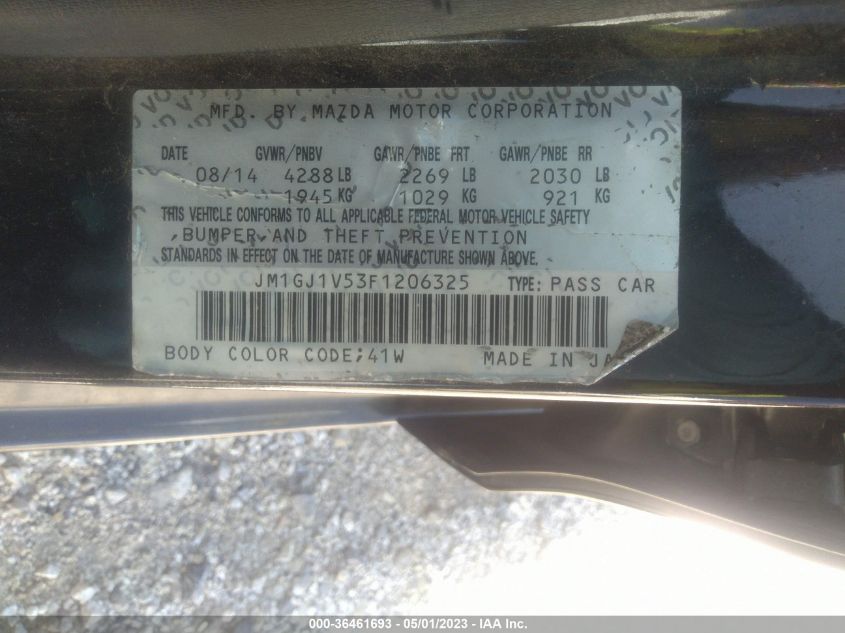 MFD. BY MAZDA MOTOR CORPORATION
DATE GVWR/PNBV GAWR/PNBE FRT GAWR/PNBE RR
08/14 4288 LB 2269 LB 2030 LB
1945 KG 1029 KG 921 KG
THIS VEHICLE CONFORMS TO ALL APPLICABLE FEDERAL MOTOR VEHICLE SAFETY
, BUMPER, AND THEFT PREVENTION
STANDARDS IN EFFECT ON THE DATE OF MANUFACTURE SHOWN ABOVE.
JM1GJ1V53F1206325 TYPE: PASS CAR
BODY COLOR CODE;41W MADE IN JA
00 - 36461693 - 05/01/2023 - IAA Inc.